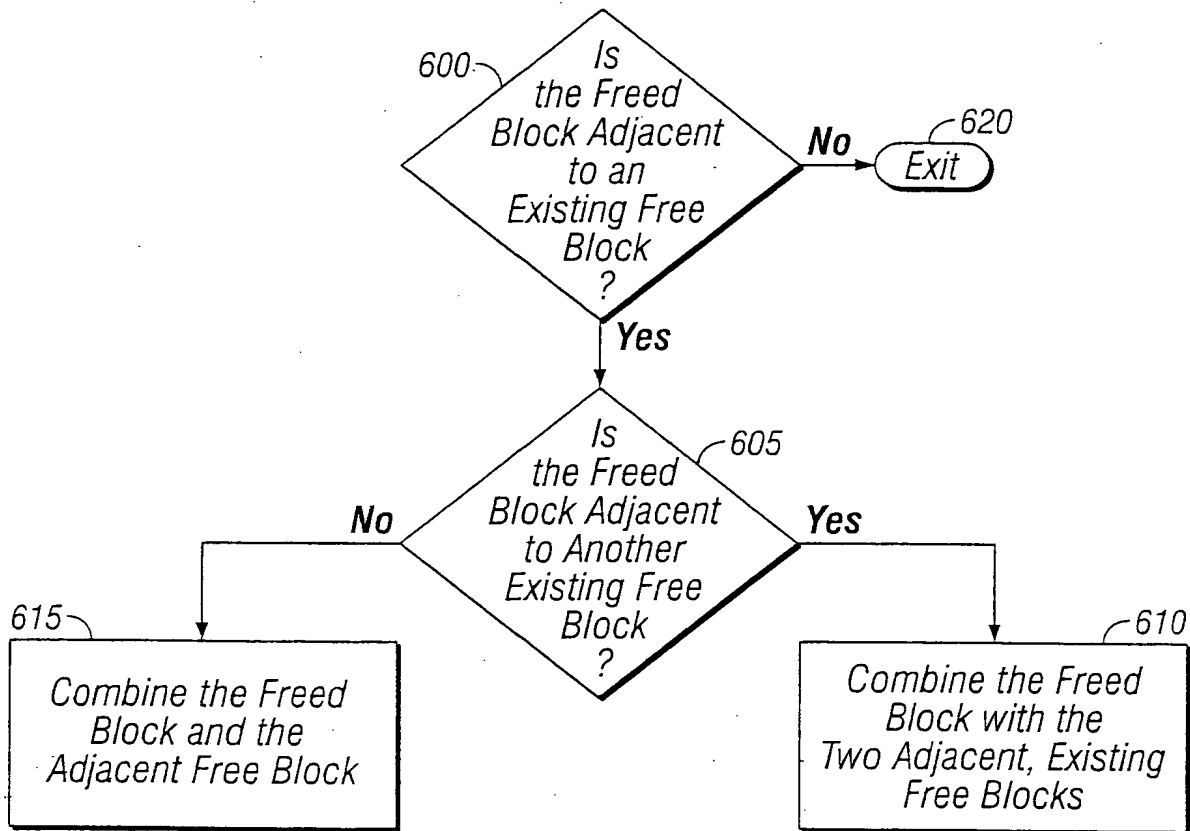 600
Is
the Freed
Block Adjacent
to an
Existing Free
Block
?
No
620
Exit
Yes
605
Is
the Freed
Block Adjacent
to Another
Existing Free
Block
?
No
Yes
615
Combine the Freed
Block and the
Adjacent Free Block
610
Combine the Freed
Block with the
Two Adjacent, Existing
Free Blocks